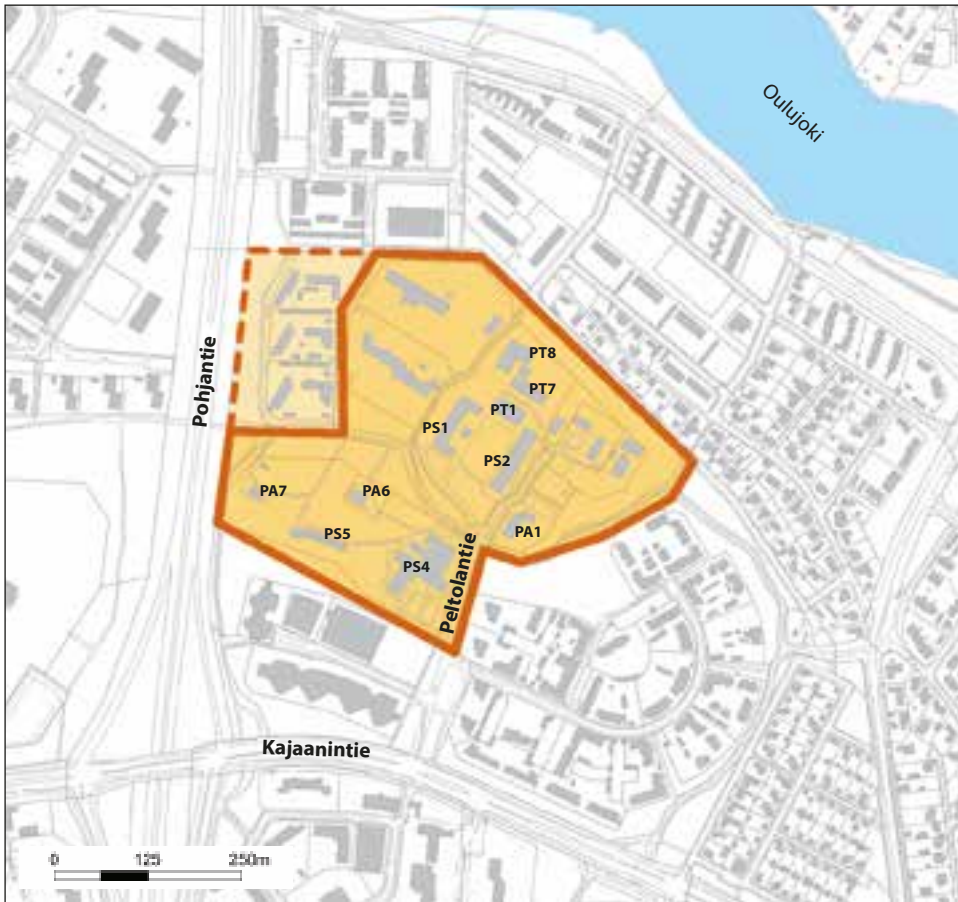 Oulujoki
Pohjantie
PT8
PT7
PT1
PS1
PS2
PA7
PA6
PA1
PS5
PS4
Peltolantie
Kajaanintie
0 125 250m